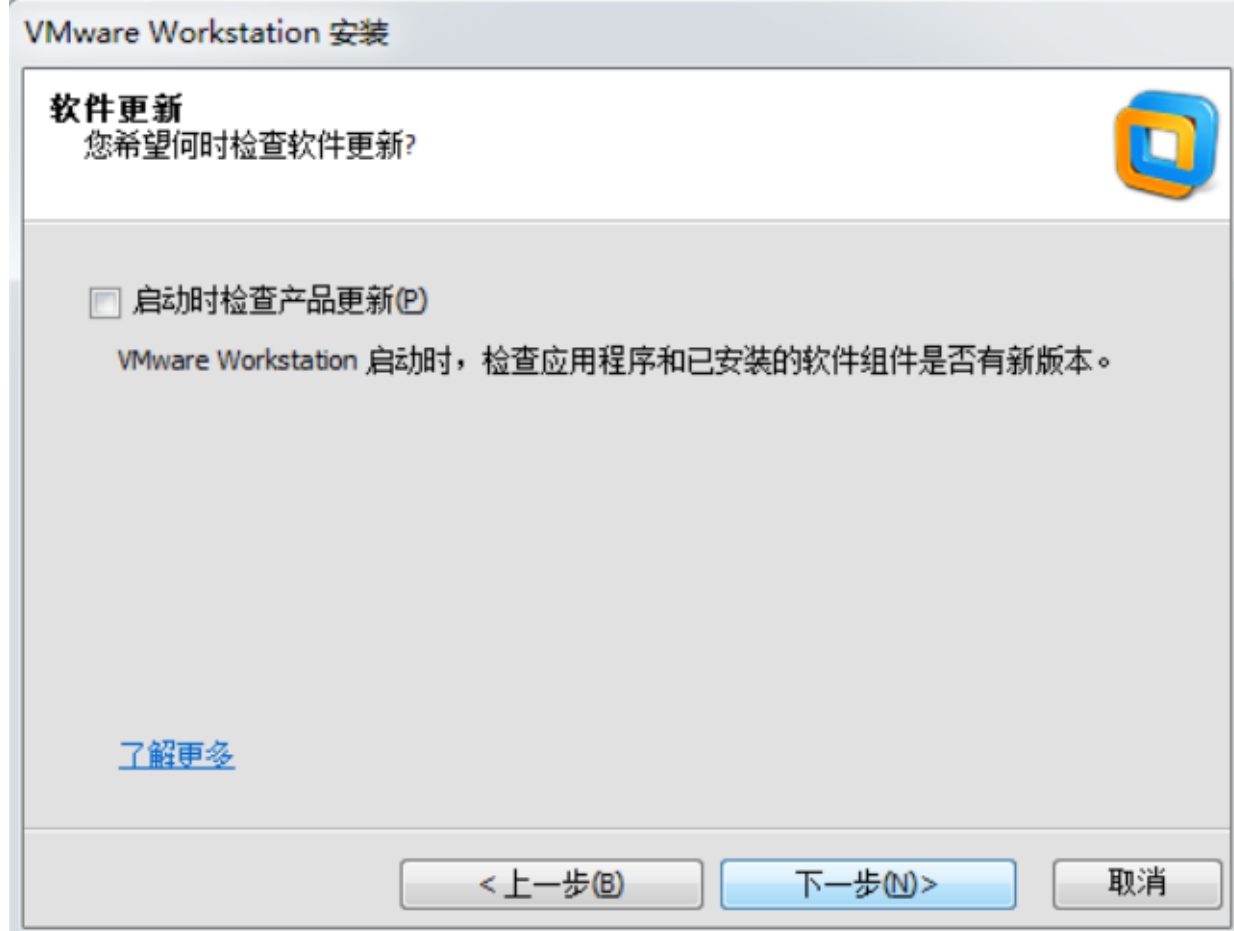 VMware Workstation 安装
软件更新
您希望何时检查软件更新?
启动时检查产品更新(P)
VMware Workstation 启动时，检查应用程序和已安装的软件组件是否有新版本。
了解更多
<上一步(B)
下一步(N)>
取消